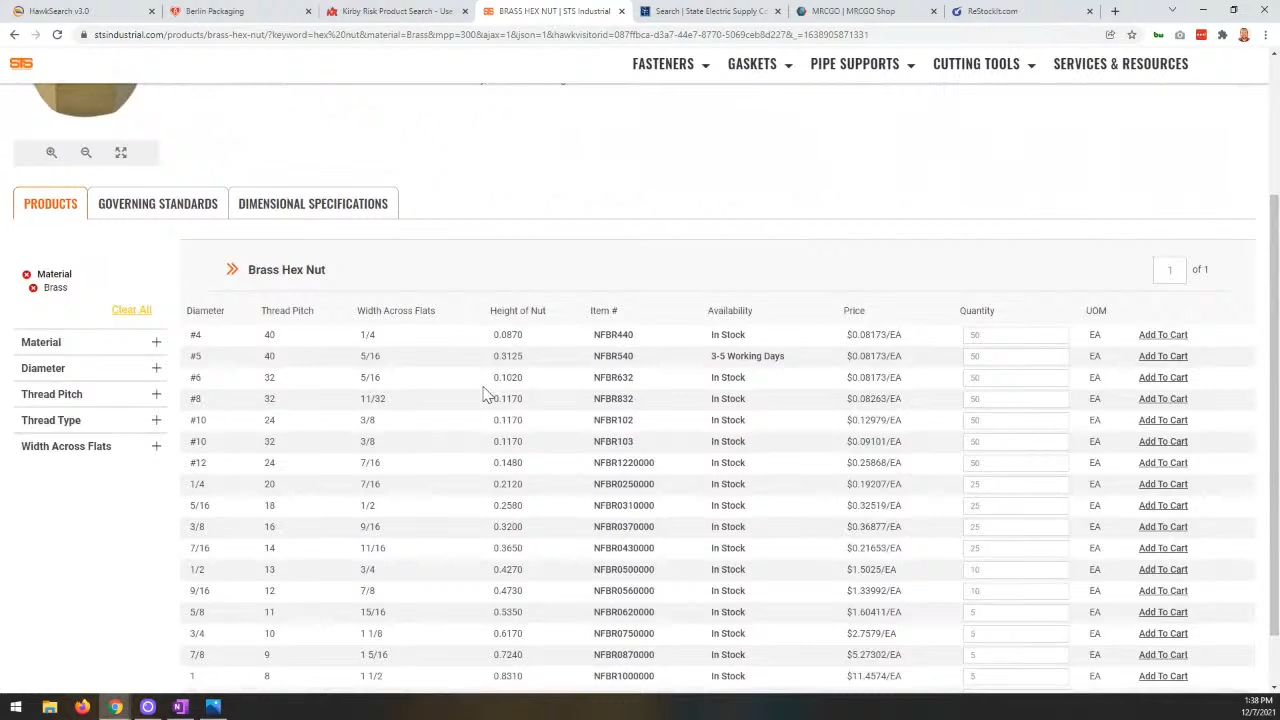 HawkSearch v3.0 Berlin Packaging Kirby Risk Product Search - Use BRASS HEX NUT | STS Industrial Search | State Electric Supply C MRCGO | MRCGO Shop ReStockIt.com
stsindustrial.com/products/brass-hex-nut/?keyword=hex%20nut&material=Brass&mpp=300&ajax=1&json=1&hawkvisitorid=087ffbca-d3a7-44e7-8770-5069ceb8d227&_=1638905871331
STS FASTENERS GASKETS PIPE SUPPORTS CUTTING TOOLS SERVICES & RESOURCES
PRODUCTS GOVERNING STANDARDS DIMENSIONAL SPECIFICATIONS
Material
Brass
Clear All
Material
Diameter
Thread Pitch
Thread Type
Width Across Flats
Brass Hex Nut 1 of 1
Diameter Thread Pitch Width Across Flats Height of Nut Item # Availability Price Quantity UOM
#4 40 1/4 0.0870 NFBR440 In Stock $0.08173/EA 50 EA Add To Cart
#5 40 5/16 0.3125 NFBR540 3-5 Working Days $0.08173/EA 50 EA Add To Cart
#6 32 5/16 0.1020 NFBR632 In Stock $0.08173/EA 50 EA Add To Cart
#8 32 11/32 0.1170 NFBR832 In Stock $0.08263/EA 50 EA Add To Cart
#10 24 3/8 0.1170 NFBR102 In Stock $0.12979/EA 50 EA Add To Cart
#10 32 3/8 0.1170 NFBR103 In Stock $0.09101/EA 50 EA Add To Cart
#12 24 7/16 0.1480 NFBR1220000 In Stock $0.25868/EA 50 EA Add To Cart
1/4 20 7/16 0.2120 NFBR0250000 In Stock $0.19207/EA 25 EA Add To Cart
5/16 18 1/2 0.2580 NFBR0310000 In Stock $0.32519/EA 25 EA Add To Cart
3/8 16 9/16 0.3200 NFBR0370000 In Stock $0.36877/EA 25 EA Add To Cart
7/16 14 11/16 0.3650 NFBR0430000 In Stock $0.21653/EA 25 EA Add To Cart
1/2 13 3/4 0.4270 NFBR0500000 In Stock $1.5025/EA 10 EA Add To Cart
9/16 12 7/8 0.4730 NFBR0560000 In Stock $1.33992/EA 10 EA Add To Cart
5/8 11 15/16 0.5350 NFBR0620000 In Stock $1.60411/EA 5 EA Add To Cart
3/4 10 1 1/8 0.6170 NFBR0750000 In Stock $2.7579/EA 5 EA Add To Cart
7/8 9 1 5/16 0.7240 NFBR0870000 In Stock $5.27302/EA 5 EA Add To Cart
1 8 1 1/2 0.8310 NFBR1000000 In Stock $11.4574/EA 5 EA Add To Cart
1:38 PM
12/7/2021